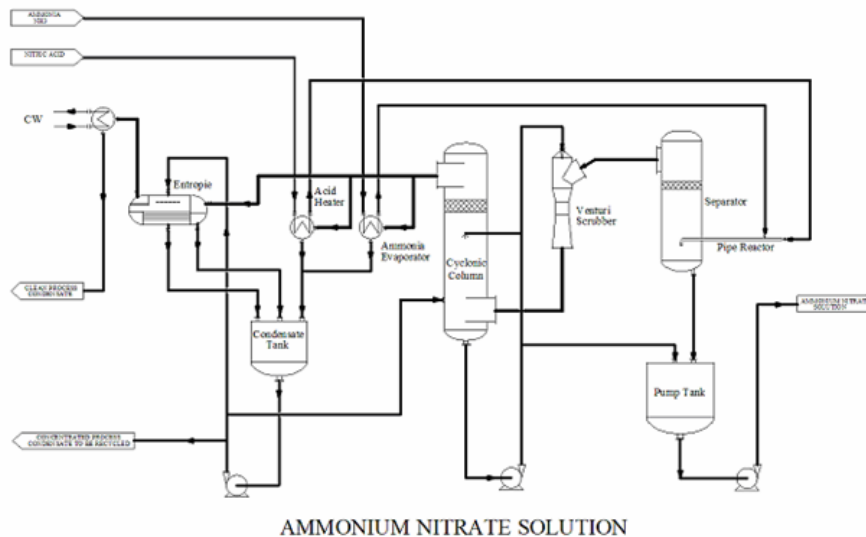 AMMONIA
NH3
NITRIC ACID
CW
Entropie
Acid
Heater
Ammonia
Evaporator
Cyclonic
Column
Venturi
Scrubber
Separator
Pipe Reactor
CLEAN PROCESS
CONDENSATE
Condensate
Tank
AMMONIUM NITRATE
SOLUTION
Pump Tank
CONCENTRATED PROCESS
CONDENSATE TO BE RECYCLED
AMMONIUM NITRATE SOLUTION